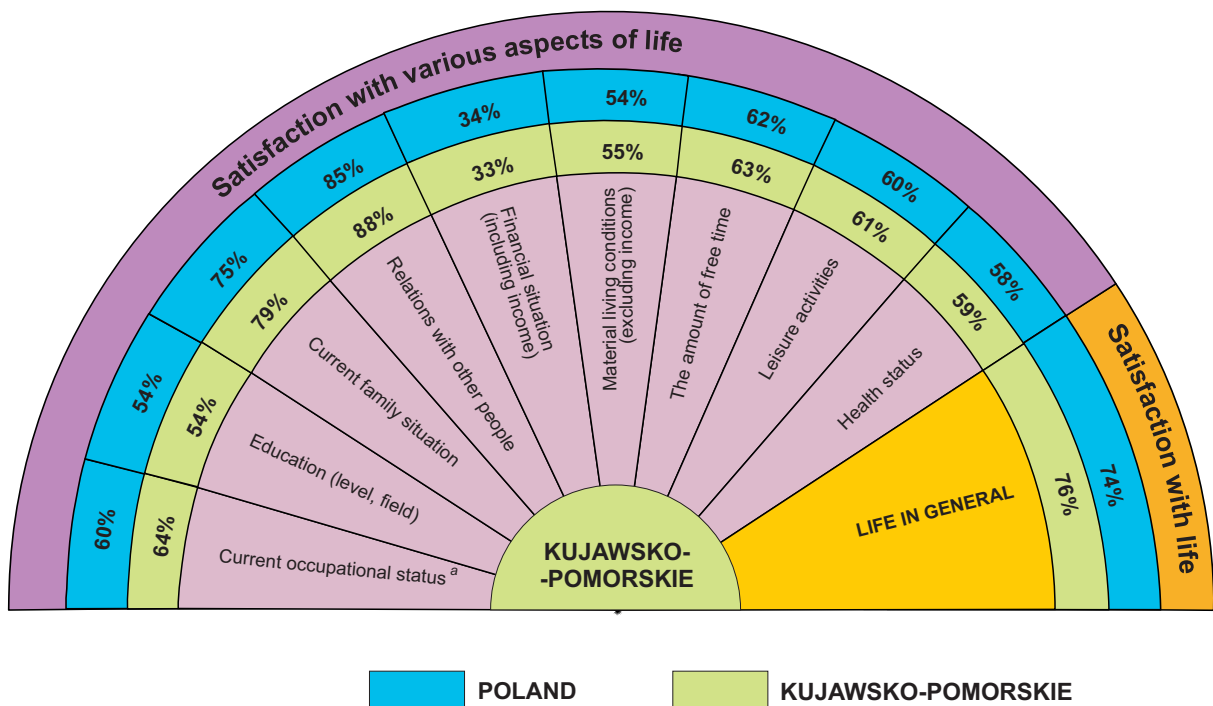 Satisfaction with various aspects of life
60%
54%
75%
85%
34%
54%
62%
60%
58%
74%
64%
54%
79%
88%
33%
55%
63%
61%
59%
76%
Current occupational status a
Education (level, field)
Current family situation
Relations with other people
Financial situation
(including income)
Material living conditions
(excluding income)
The amount of free time
Leisure activities
Health status
LIFE IN GENERAL
Satisfaction with life
KUJAWSKO-
-POMORSKIE
POLAND
KUJAWSKO-POMORSKIE